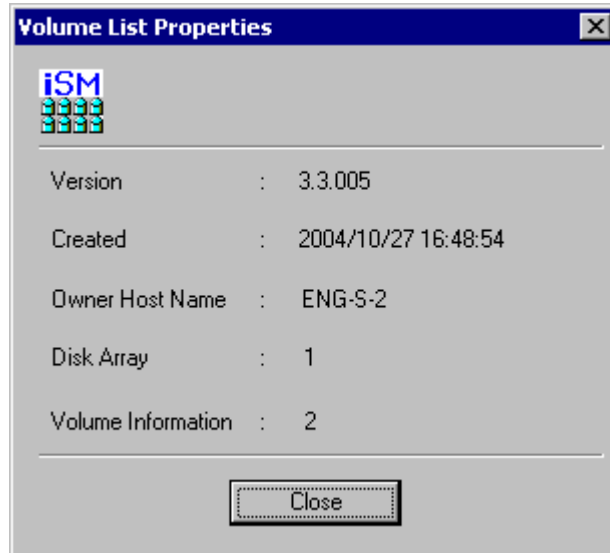 Volume List Properties
iSM
Version : 3.3.005
Created : 2004/10/27 16:48:54
Owner Host Name : ENG-S-2
Disk Array : 1
Volume Information : 2
Close